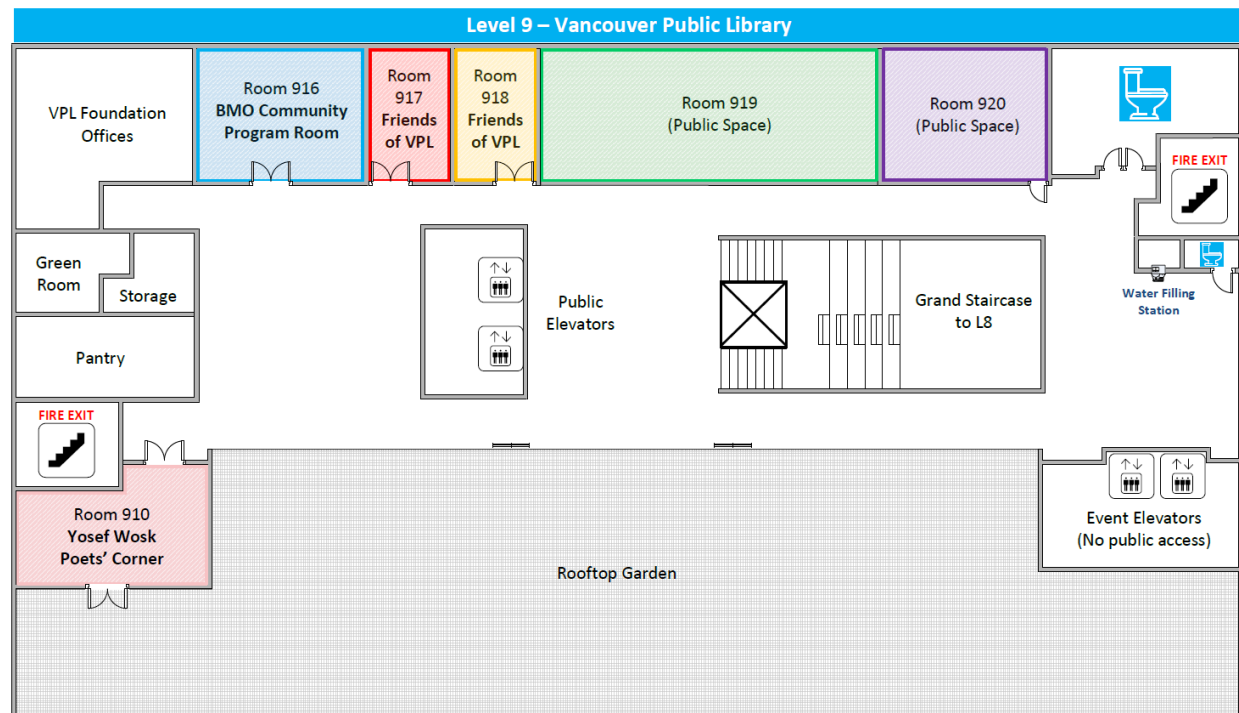 Level 9 – Vancouver Public Library
VPL Foundation
Offices
Room 916
BMO Community
Program Room
Room
917
Friends
of VPL
Room
918
Friends
of VPL
Room 919
(Public Space)
Room 920
(Public Space)
FIRE EXIT
Green
Room
Storage
Public
Elevators
Grand Staircase
to L8
Water Filling
Station
Pantry
FIRE EXIT
Room 910
Yosef Wosk
Poets’ Corner
Event Elevators
(No public access)
Rooftop Garden